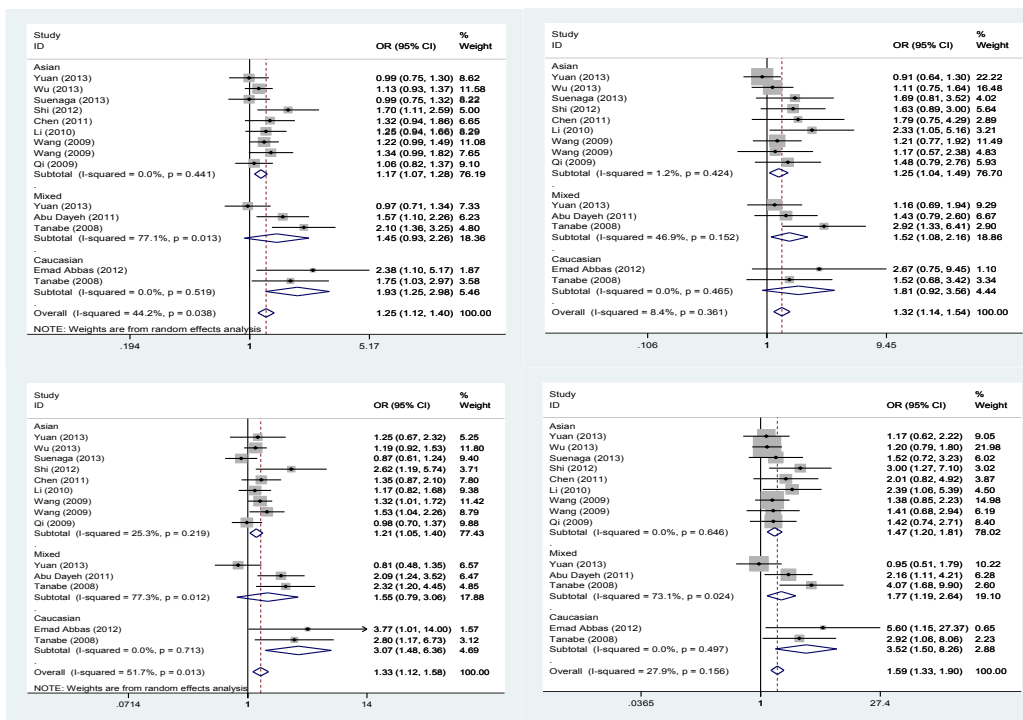 Study %
ID OR (95% CI) Weight
Asian
Yuan (2013) 0.99 (0.75, 1.30) 8.62
Wu (2013) 1.13 (0.93, 1.37) 11.58
Suenaga (2013) 0.99 (0.75, 1.32) 8.22
Shi (2012) 1.70 (1.11, 2.59) 5.00
Chen (2011) 1.32 (0.94, 1.86) 6.65
Li (2010) 1.25 (0.94, 1.66) 8.29
Wang (2009) 1.22 (0.99, 1.49) 11.08
Wang (2009) 1.34 (0.99, 1.82) 7.65
Qi (2009) 1.06 (0.82, 1.37) 9.10
Subtotal (I-squared = 0.0%, p = 0.441) 1.17 (1.07, 1.28) 76.19
.
Mixed
Yuan (2013) 0.97 (0.71, 1.34) 7.33
Abu Dayeh (2011) 1.57 (1.10, 2.26) 6.23
Tanabe (2008) 2.10 (1.36, 3.25) 4.80
Subtotal (I-squared = 77.1%, p = 0.013) 1.45 (0.93, 2.26) 18.36
.
Caucasian
Emad Abbas (2012) 2.38 (1.10, 5.17) 1.87
Tanabe (2008) 1.75 (1.03, 2.97) 3.58
Subtotal (I-squared = 0.0%, p = 0.519) 1.93 (1.25, 2.98) 5.46
.
Overall (I-squared = 44.2%, p = 0.038) 1.25 (1.12, 1.40) 100.00
NOTE: Weights are from random effects analysis
.194 1 5.17
Study %
ID OR (95% CI) Weight
Asian
Yuan (2013) 0.91 (0.64, 1.30) 22.22
Wu (2013) 1.11 (0.75, 1.64) 16.48
Suenaga (2013) 1.69 (0.81, 3.52) 4.02
Shi (2012) 1.63 (0.89, 3.00) 5.64
Chen (2011) 1.79 (0.75, 4.29) 2.89
Li (2010) 2.33 (1.05, 5.16) 3.21
Wang (2009) 1.21 (0.77, 1.92) 11.49
Wang (2009) 1.17 (0.57, 2.38) 4.83
Qi (2009) 1.48 (0.79, 2.76) 5.93
Subtotal (I-squared = 1.2%, p = 0.424) 1.25 (1.04, 1.49) 76.70
.
Mixed
Yuan (2013) 1.16 (0.69, 1.94) 9.29
Abu Dayeh (2011) 1.43 (0.79, 2.60) 6.67
Tanabe (2008) 2.92 (1.33, 6.41) 2.90
Subtotal (I-squared = 46.9%, p = 0.152) 1.52 (1.08, 2.16) 18.86
.
Caucasian
Emad Abbas (2012) 2.67 (0.75, 9.45) 1.10
Tanabe (2008) 1.52 (0.68, 3.42) 3.34
Subtotal (I-squared = 0.0%, p = 0.465) 1.81 (0.92, 3.56) 4.44
.
Overall (I-squared = 8.4%, p = 0.361) 1.32 (1.14, 1.54) 100.00
.106 1 9.45
Study %
ID OR (95% CI) Weight
Asian
Yuan (2013) 1.25 (0.67, 2.32) 5.25
Wu (2013) 1.19 (0.92, 1.53) 11.80
Suenaga (2013) 0.87 (0.61, 1.24) 9.40
Shi (2012) 2.62 (1.19, 5.74) 3.71
Chen (2011) 1.35 (0.87, 2.10) 7.80
Li (2010) 1.17 (0.82, 1.68) 9.38
Wang (2009) 1.32 (1.01, 1.72) 11.42
Wang (2009) 1.53 (1.04, 2.26) 8.79
Qi (2009) 0.98 (0.70, 1.37) 9.88
Subtotal (I-squared = 25.3%, p = 0.219) 1.21 (1.05, 1.40) 77.43
.
Mixed
Yuan (2013) 0.81 (0.48, 1.35) 6.57
Abu Dayeh (2011) 2.09 (1.24, 3.52) 6.47
Tanabe (2008) 2.32 (1.20, 4.45) 4.85
Subtotal (I-squared = 77.3%, p = 0.012) 1.55 (0.79, 3.06) 17.88
.
Caucasian
Emad Abbas (2012) 3.77 (1.01, 14.00) 1.57
Tanabe (2008) 2.80 (1.17, 6.73) 3.12
Subtotal (I-squared = 0.0%, p = 0.713) 3.07 (1.48, 6.36) 4.69
.
Overall (I-squared = 51.7%, p = 0.013) 1.33 (1.12, 1.58) 100.00
NOTE: Weights are from random effects analysis
.0714 1 14
Study %
ID OR (95% CI) Weight
Asian
Yuan (2013) 1.17 (0.62, 2.22) 9.05
Wu (2013) 1.20 (0.79, 1.80) 21.98
Suenaga (2013) 1.52 (0.72, 3.23) 6.02
Shi (2012) 3.00 (1.27, 7.10) 3.02
Chen (2011) 2.01 (0.82, 4.92) 3.87
Li (2010) 2.39 (1.06, 5.39) 4.50
Wang (2009) 1.38 (0.85, 2.23) 14.98
Wang (2009) 1.41 (0.68, 2.94) 6.19
Qi (2009) 1.42 (0.74, 2.71) 8.40
Subtotal (I-squared = 0.0%, p = 0.646) 1.47 (1.20, 1.81) 78.02
.
Mixed
Yuan (2013) 0.95 (0.51, 1.79) 10.22
Abu Dayeh (2011) 2.16 (1.11, 4.21) 6.28
Tanabe (2008) 4.07 (1.68, 9.90) 2.60
Subtotal (I-squared = 73.1%, p = 0.024) 1.77 (1.19, 2.64) 19.10
.
Caucasian
Emad Abbas (2012) 5.60 (1.15, 27.37) 0.65
Tanabe (2008) 2.92 (1.06, 8.06) 2.23
Subtotal (I-squared = 0.0%, p = 0.497) 3.52 (1.50, 8.26) 2.88
.
Overall (I-squared = 27.9%, p = 0.156) 1.59 (1.33, 1.90) 100.00
.0365 1 27.4